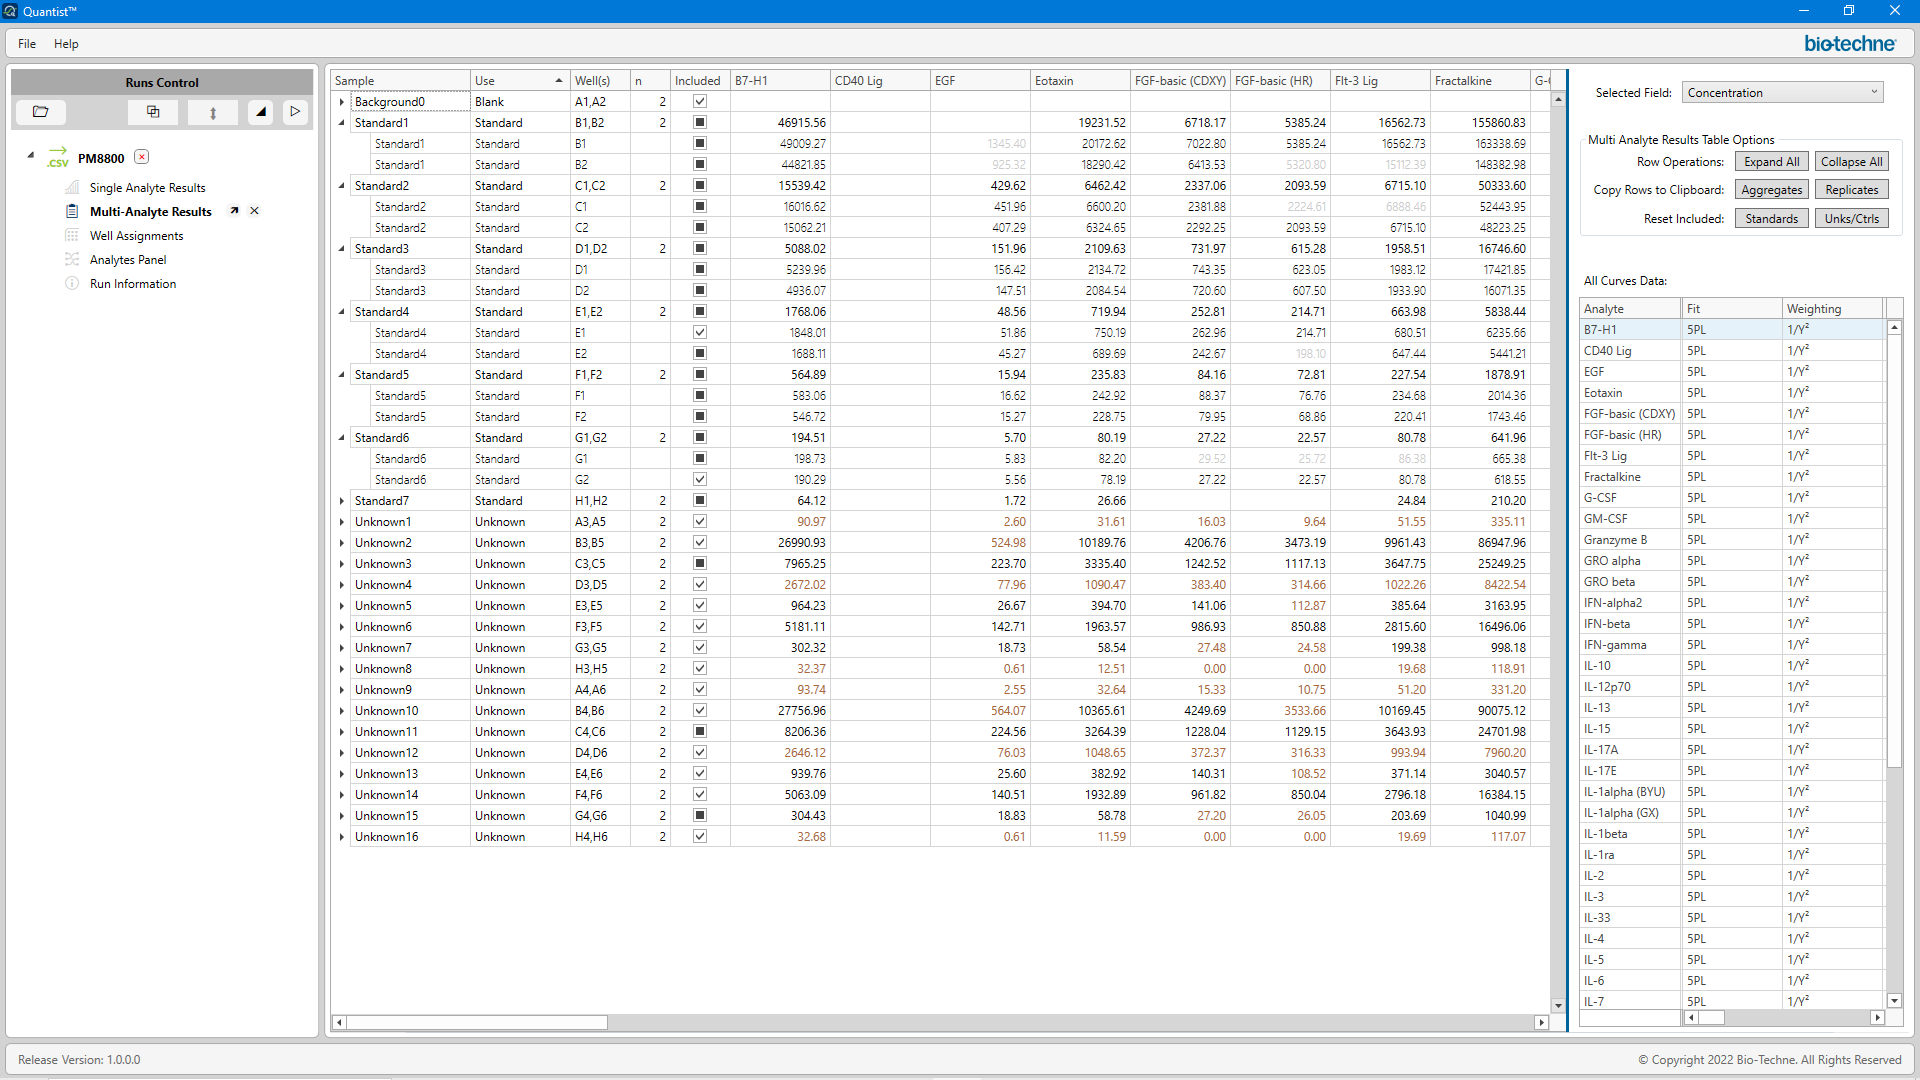 Quantist™
File Help
bio-techne
Runs Control
.CSV PM8800
Single Analyte Results
Multi-Analyte Results
Well Assignments
Analytes Panel
Run Information
Sample Use Well(s) n Included B7-H1 CD40 Lig EGF Eotaxin FGF-basic (CDXY) FGF-basic (HR) Flt-3 Lig Fractalkine
Background0 Blank A1,A2 2
Standard1 Standard B1,B2 2 46915.56 19231.52 6718.17 5385.24 16562.73 155860.83
Standard1 Standard B1 49009.27 1345.40 20172.62 7022.80 5385.24 16562.73 163338.69
Standard1 Standard B2 44821.85 925.32 18290.42 6413.53 5320.80 15112.39 148382.98
Standard2 Standard C1,C2 2 15539.42 429.62 6462.42 2337.06 2093.59 6715.10 50333.60
Standard2 Standard C1 16016.62 451.96 6600.20 2381.88 2224.61 6888.46 52443.95
Standard2 Standard C2 15062.21 407.29 6324.65 2292.25 2093.59 6715.10 48223.25
Standard3 Standard D1,D2 2 5088.02 151.96 2109.63 731.97 615.28 1958.51 16746.60
Standard3 Standard D1 5239.96 156.42 2134.72 743.35 623.05 1983.12 17421.85
Standard3 Standard D2 4936.07 147.51 2084.54 720.60 607.50 1933.90 16071.35
Standard4 Standard E1,E2 2 1768.06 48.56 719.94 252.81 214.71 663.98 5838.44
Standard4 Standard E1 1848.01 51.86 750.19 262.96 214.71 680.51 6235.66
Standard4 Standard E2 1688.11 45.27 689.69 242.67 198.10 647.44 5441.21
Standard5 Standard F1,F2 2 564.89 15.94 235.83 84.16 72.81 227.54 1878.91
Standard5 Standard F1 583.06 16.62 242.92 88.37 76.76 234.68 2014.36
Standard5 Standard F2 546.72 15.27 228.75 79.95 68.86 220.41 1743.46
Standard6 Standard G1,G2 2 194.51 5.70 80.19 27.22 22.57 80.78 641.96
Standard6 Standard G1 198.73 5.83 82.20 29.52 25.72 86.38 665.38
Standard6 Standard G2 190.29 5.56 78.19 27.22 22.57 80.78 618.55
Standard7 Standard H1,H2 2 64.12 1.72 26.66 24.84 210.20
Unknown1 Unknown A3,A5 2 90.97 2.60 31.61 16.03 9.64 51.55 335.11
Unknown2 Unknown B3,B5 2 26990.93 524.98 10189.76 4206.76 3473.19 9961.43 86947.96
Unknown3 Unknown C3,C5 2 7965.25 223.70 3335.40 1242.52 1117.13 3647.75 25249.25
Unknown4 Unknown D3,D5 2 2672.02 77.96 1090.47 383.40 314.66 1022.26 8422.54
Unknown5 Unknown E3,E5 2 964.23 26.67 394.70 141.06 112.87 385.64 3163.95
Unknown6 Unknown F3,F5 2 5181.11 142.71 1963.57 986.93 850.88 2815.60 16496.06
Unknown7 Unknown G3,G5 2 302.32 18.73 58.54 27.48 24.58 199.38 998.18
Unknown8 Unknown H3,H5 2 32.37 0.61 12.51 0.00 0.00 19.68 118.91
Unknown9 Unknown A4,A6 2 93.74 2.55 32.64 15.33 10.75 51.20 331.20
Unknown10 Unknown B4,B6 2 27756.96 564.07 10365.61 4249.69 3533.66 10169.45 90075.12
Unknown11 Unknown C4,C6 2 8206.36 224.56 3264.39 1228.04 1129.15 3643.93 24701.98
Unknown12 Unknown D4,D6 2 2646.12 76.03 1048.65 372.37 316.33 993.94 7960.20
Unknown13 Unknown E4,E6 2 939.76 25.60 382.92 140.31 108.52 371.14 3040.57
Unknown14 Unknown F4,F6 2 5063.09 140.51 1932.89 961.82 850.04 2796.18 16384.15
Unknown15 Unknown G4,G6 2 304.43 18.83 58.78 27.20 26.05 203.69 1040.99
Unknown16 Unknown H4,H6 2 32.68 0.61 11.59 0.00 0.00 19.69 117.07
Selected Field: Concentration
Multi Analyte Results Table Options
Row Operations: Expand All Collapse All
Copy Rows to Clipboard: Aggregates Replicates
Reset Included: Standards Unks/Ctrls
All Curves Data:
Analyte Fit Weighting
B7-H1 5PL 1/Y²
CD40 Lig 5PL 1/Y²
EGF 5PL 1/Y²
Eotaxin 5PL 1/Y²
FGF-basic (CDXY) 5PL 1/Y²
FGF-basic (HR) 5PL 1/Y²
Flt-3 Lig 5PL 1/Y²
Fractalkine 5PL 1/Y²
G-CSF 5PL 1/Y²
GM-CSF 5PL 1/Y²
Granzyme B 5PL 1/Y²
GRO alpha 5PL 1/Y²
GRO beta 5PL 1/Y²
IFN-alpha2 5PL 1/Y²
IFN-beta 5PL 1/Y²
IFN-gamma 5PL 1/Y²
IL-10 5PL 1/Y²
IL-12p70 5PL 1/Y²
IL-13 5PL 1/Y²
IL-15 5PL 1/Y²
IL-17A 5PL 1/Y²
IL-17E 5PL 1/Y²
IL-1alpha (BYU) 5PL 1/Y²
IL-1alpha (GX) 5PL 1/Y²
IL-1beta 5PL 1/Y²
IL-1ra 5PL 1/Y²
IL-2 5PL 1/Y²
IL-3 5PL 1/Y²
IL-33 5PL 1/Y²
IL-4 5PL 1/Y²
IL-5 5PL 1/Y²
IL-6 5PL 1/Y²
IL-7 5PL 1/Y²
Release Version: 1.0.0.0
© Copyright 2022 Bio-Techne. All Rights Reserved